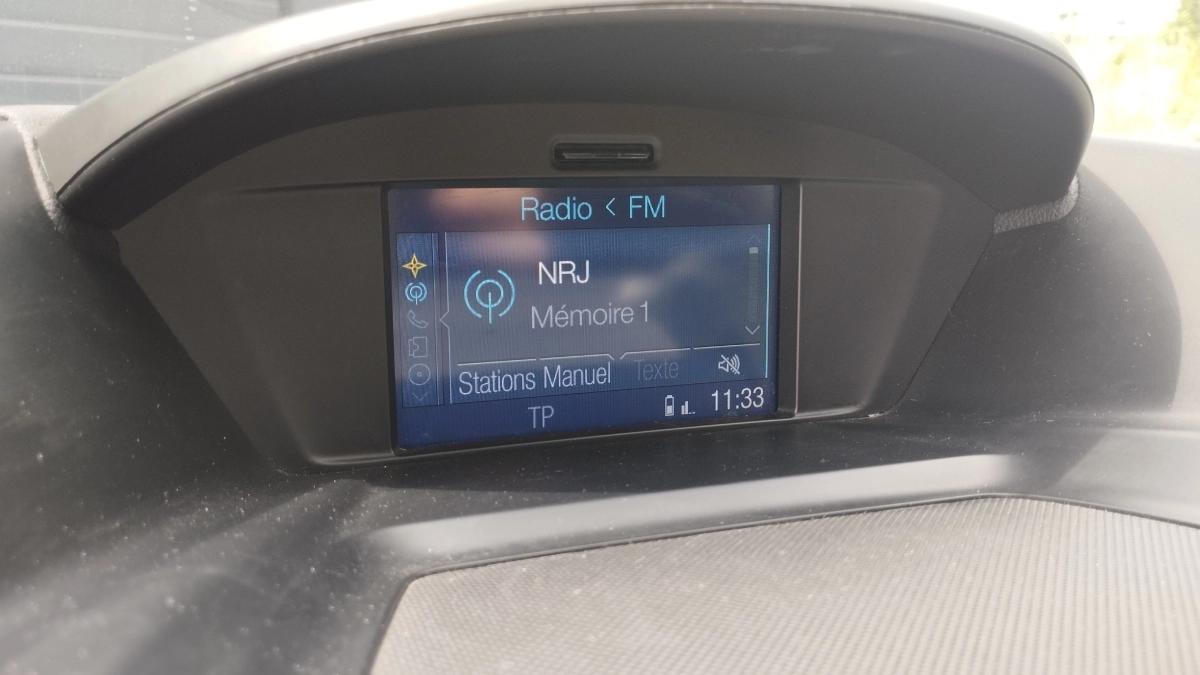 Radio < FM
NRJ
Mémoire 1
Stations Manuel Texte
TP 11:33